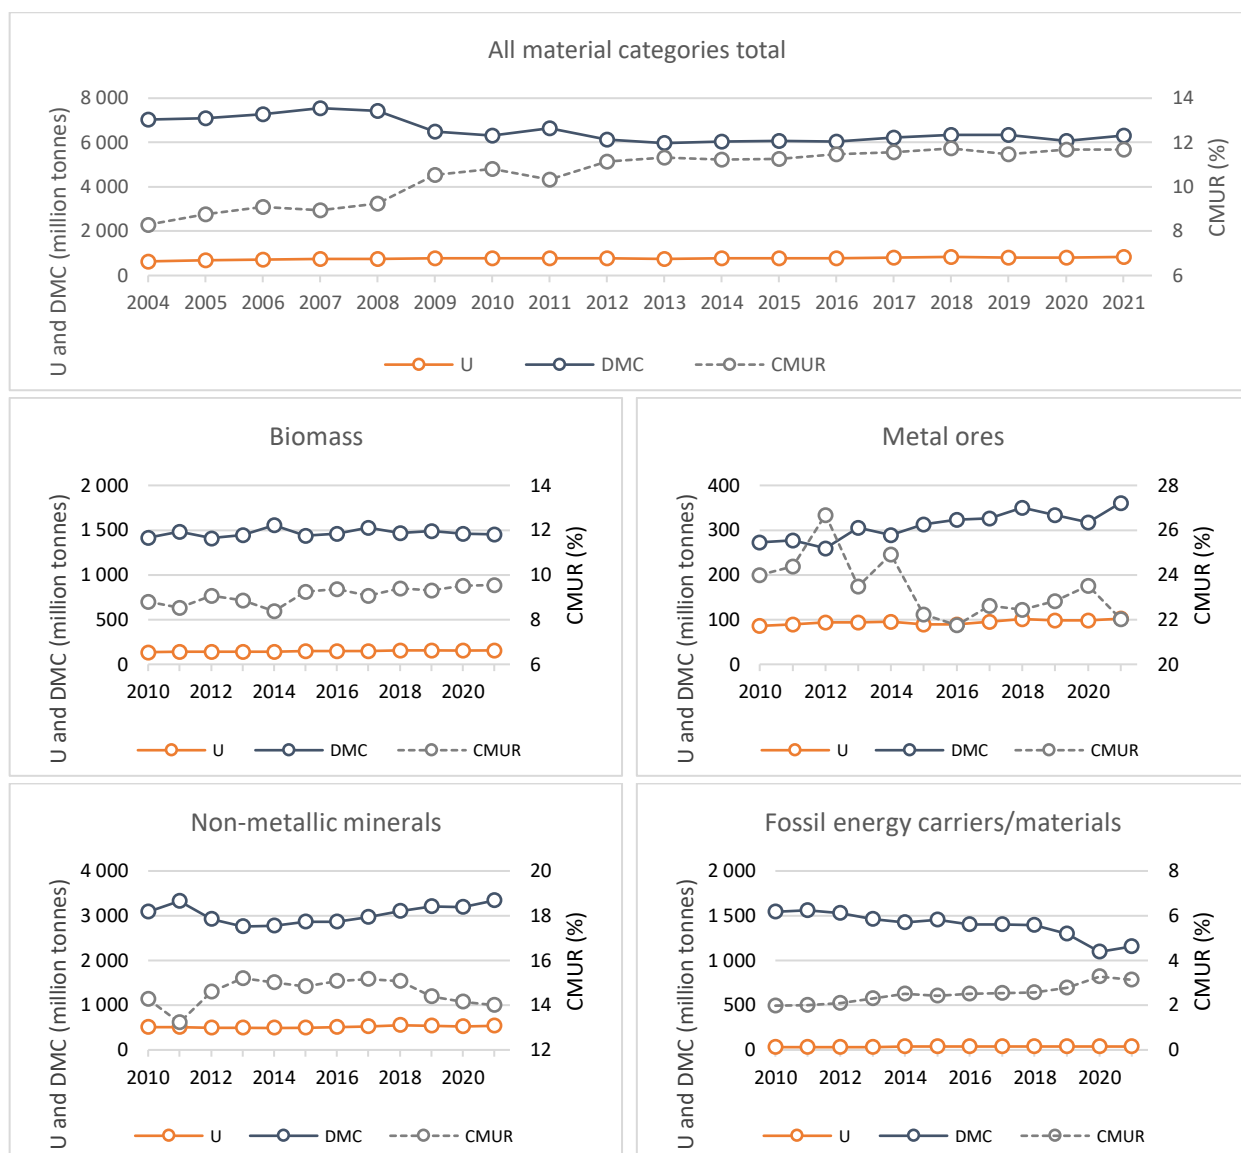 All material categories total
U and DMC (million tonnes)
8 000
6 000
4 000
2 000
0
14
12
10
8
6
CMUR (%)
2004 2005 2006 2007 2008 2009 2010 2011 2012 2013 2014 2015 2016 2017 2018 2019 2020 2021
U DMC CMUR
Biomass
U and DMC (million tonnes)
2 000
1 500
1 000
500
0
14
12
10
8
6
CMUR (%)
2010 2012 2014 2016 2018 2020
U DMC CMUR
Metal ores
U and DMC (million tonnes)
400
300
200
100
0
28
26
24
22
20
CMUR (%)
2010 2012 2014 2016 2018 2020
U DMC CMUR
Non-metallic minerals
U and DMC (million tonnes)
4 000
3 000
2 000
1 000
0
20
18
16
14
12
CMUR (%)
2010 2012 2014 2016 2018 2020
U DMC CMUR
Fossil energy carriers/materials
U and DMC (million tonnes)
2 000
1 500
1 000
500
0
8
6
4
2
0
CMUR (%)
2010 2012 2014 2016 2018 2020
U DMC CMUR